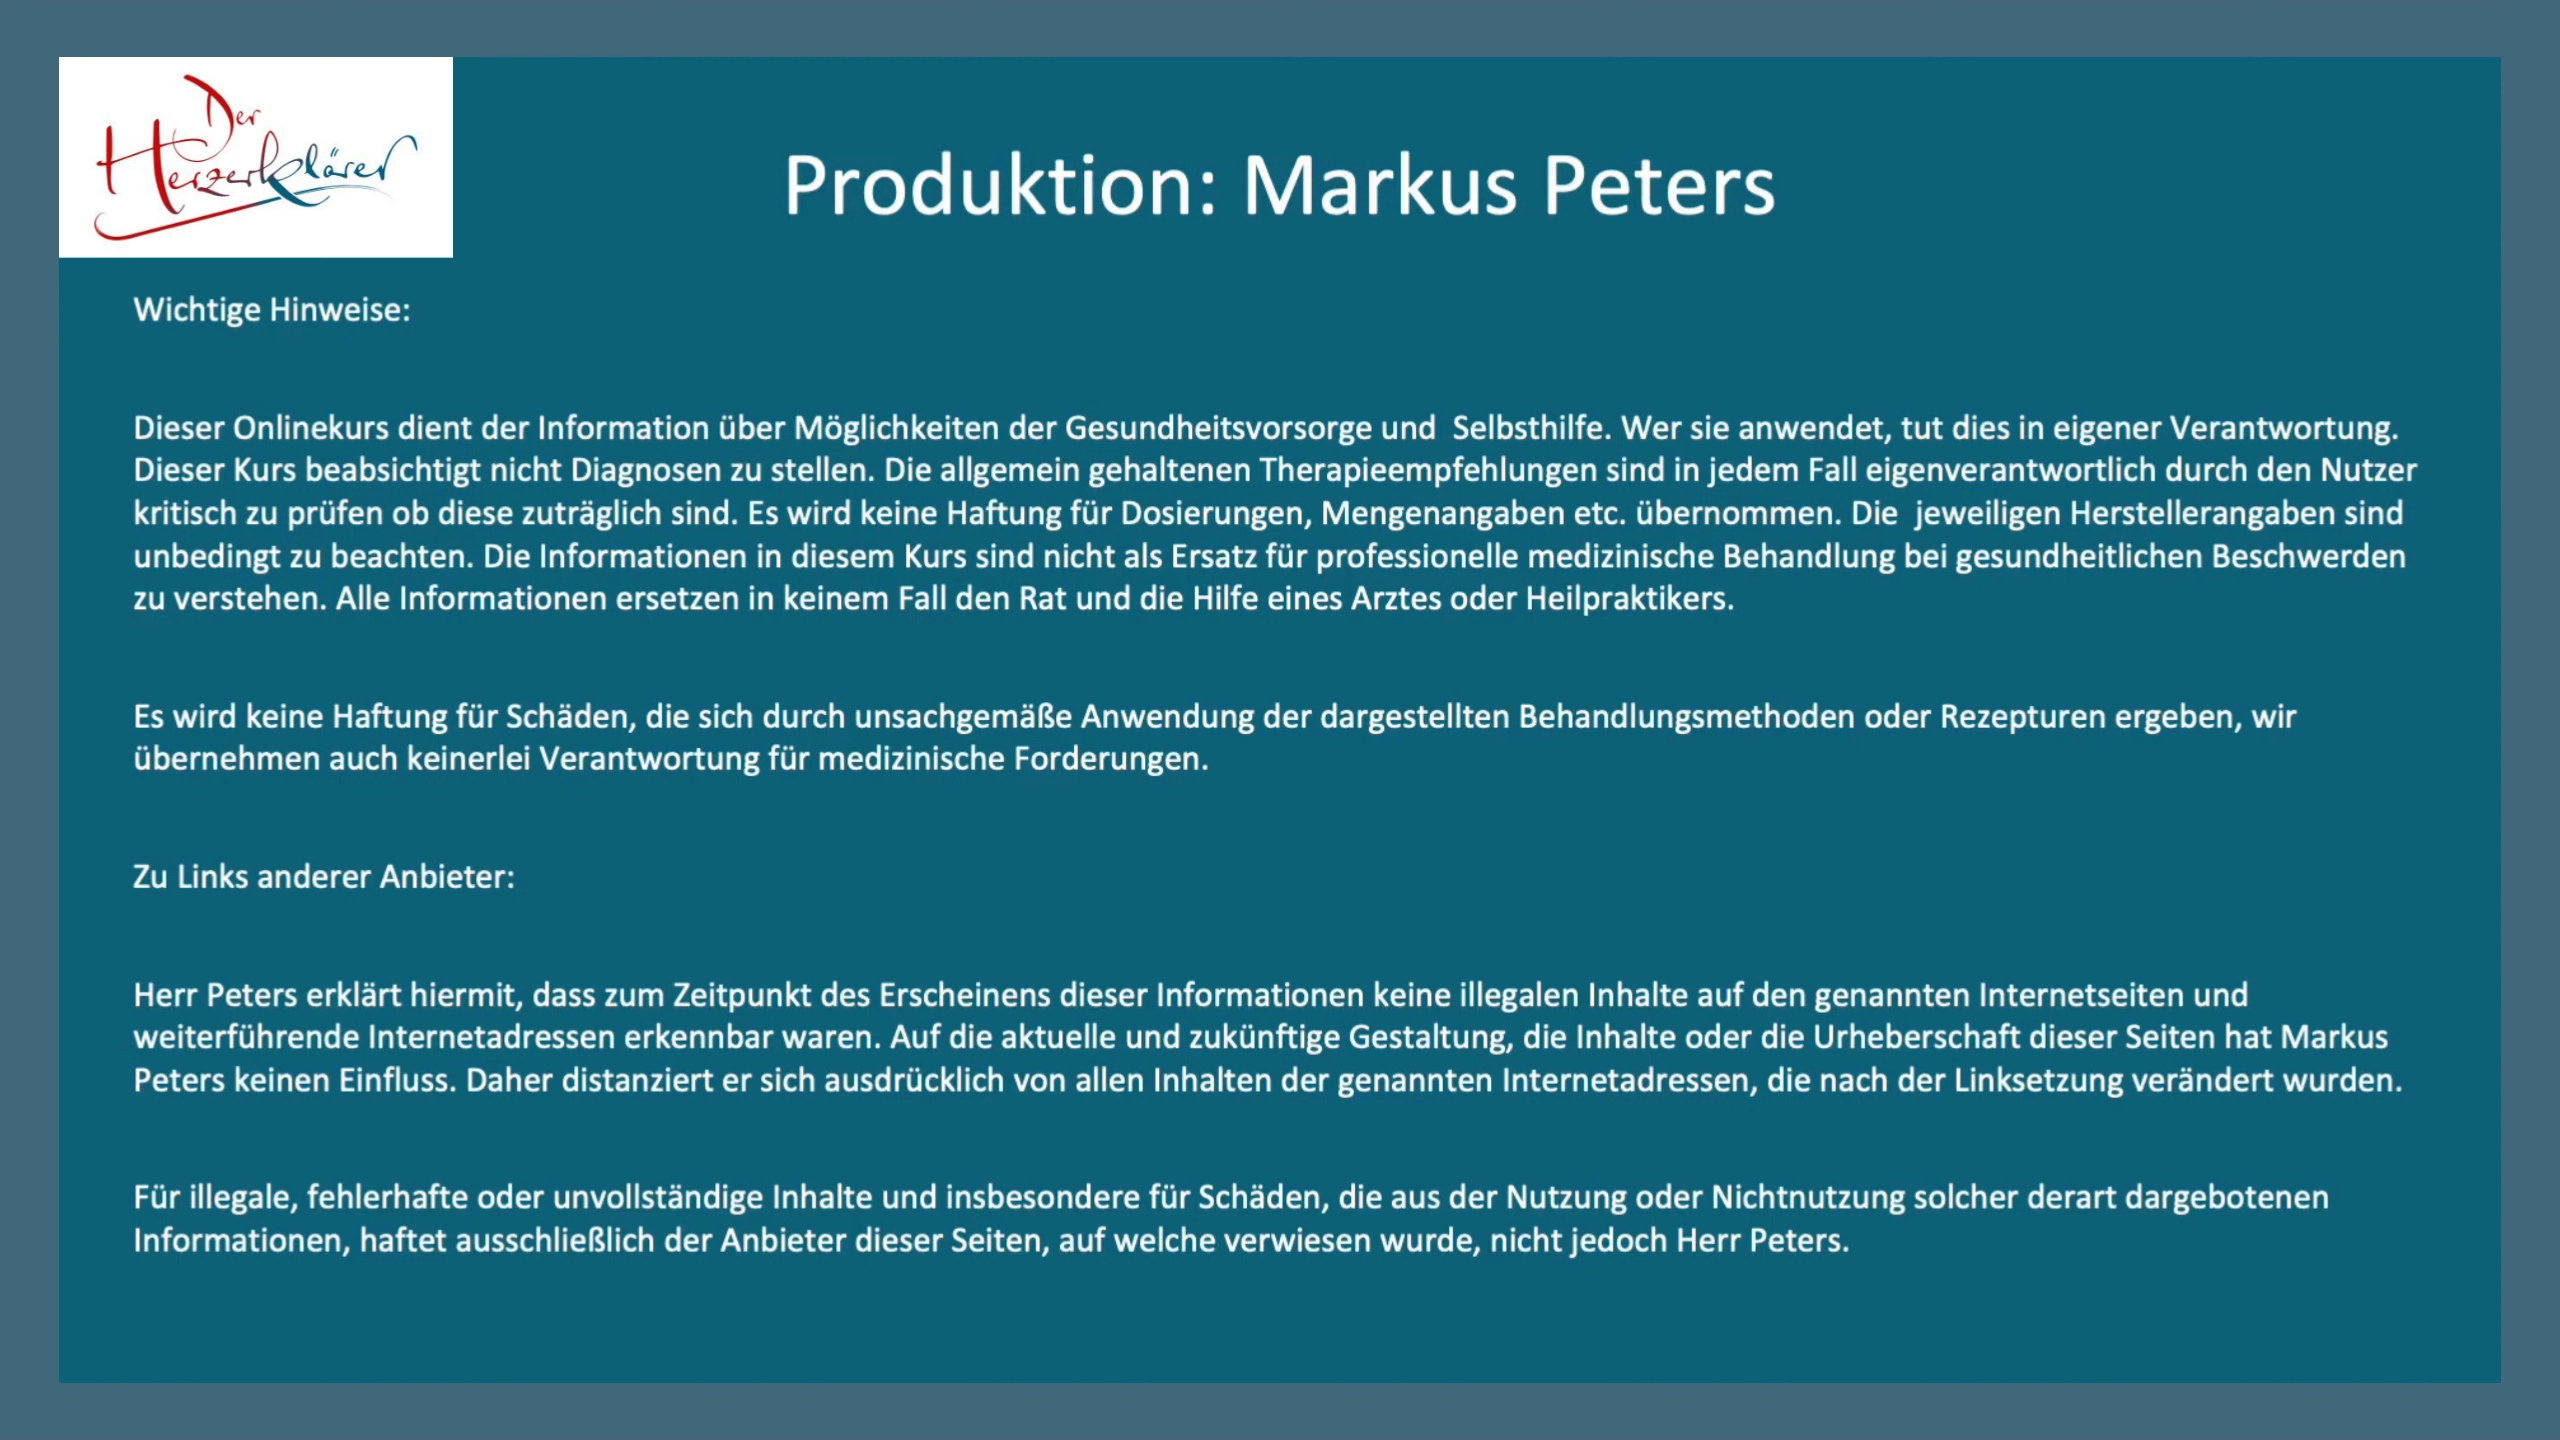 Der
Herzerklärer
Produktion: Markus Peters
Wichtige Hinweise:
Dieser Onlinekurs dient der Information über Möglichkeiten der Gesundheitsvorsorge und  Selbsthilfe. Wer sie anwendet, tut dies in eigener Verantwortung.
Dieser Kurs beabsichtigt nicht Diagnosen zu stellen. Die allgemein gehaltenen Therapieempfehlungen sind in jedem Fall eigenverantwortlich durch den Nutzer
kritisch zu prüfen ob diese zuträglich sind. Es wird keine Haftung für Dosierungen, Mengenangaben etc. übernommen. Die  jeweiligen Herstellerangaben sind
unbedingt zu beachten. Die Informationen in diesem Kurs sind nicht als Ersatz für professionelle medizinische Behandlung bei gesundheitlichen Beschwerden
zu verstehen. Alle Informationen ersetzen in keinem Fall den Rat und die Hilfe eines Arztes oder Heilpraktikers.
Es wird keine Haftung für Schäden, die sich durch unsachgemäße Anwendung der dargestellten Behandlungsmethoden oder Rezepturen ergeben, wir
übernehmen auch keinerlei Verantwortung für medizinische Forderungen.
Zu Links anderer Anbieter:
Herr Peters erklärt hiermit, dass zum Zeitpunkt des Erscheinens dieser Informationen keine illegalen Inhalte auf den genannten Internetseiten und
weiterführende Internetadressen erkennbar waren. Auf die aktuelle und zukünftige Gestaltung, die Inhalte oder die Urheberschaft dieser Seiten hat Markus
Peters keinen Einfluss. Daher distanziert er sich ausdrücklich von allen Inhalten der genannten Internetadressen, die nach der Linksetzung verändert wurden.
Für illegale, fehlerhafte oder unvollständige Inhalte und insbesondere für Schäden, die aus der Nutzung oder Nichtnutzung solcher derart dargebotenen
Informationen, haftet ausschließlich der Anbieter dieser Seiten, auf welche verwiesen wurde, nicht jedoch Herr Peters.